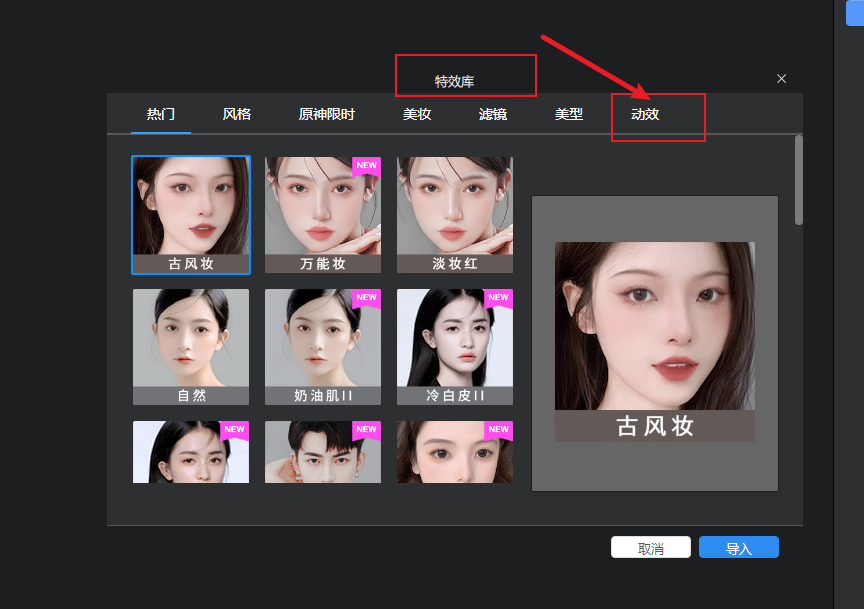 特效库
热门 风格 原神限时 美妆 滤镜 美型 动效
NEW
古风妆 万能妆 淡妆红
NEW NEW
自然 奶油肌II 冷白皮II
NEW NEW NEW
古风妆
取消 导入